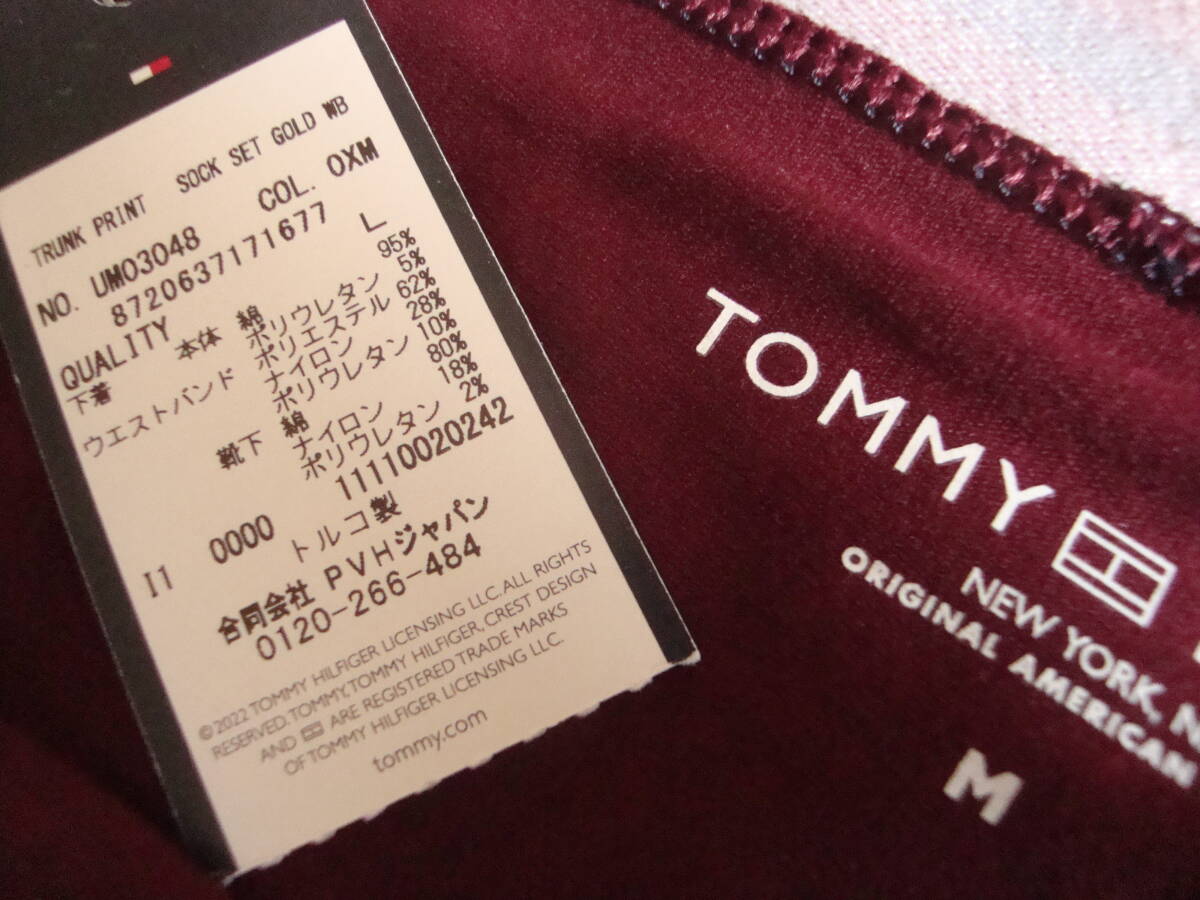 TRUNK PRINT SOCK SET GOLD WB
NO. UM03048 COL. 0XM
8720637171677 L
QUALITY
下着 本体 綿 95%
ポリウレタン 5%
ウエストバンド ポリエステル 62%
ナイロン 28%
ポリウレタン 10%
靴下 綿 80%
ナイロン 18%
ポリウレタン 2%
11110020242
I1 0000
トルコ製
合同会社 PVHジャパン
0120-266-484
©2022 TOMMY HILFIGER LICENSING LLC. ALL RIGHTS
RESERVED. TOMMY, TOMMY HILFIGER, CREST DESIGN
AND ARE REGISTERED TRADE MARKS
OF TOMMY HILFIGER LICENSING LLC.
tommy.com
TOMMY
NEW YORK, N
ORIGINAL AMERICAN
M